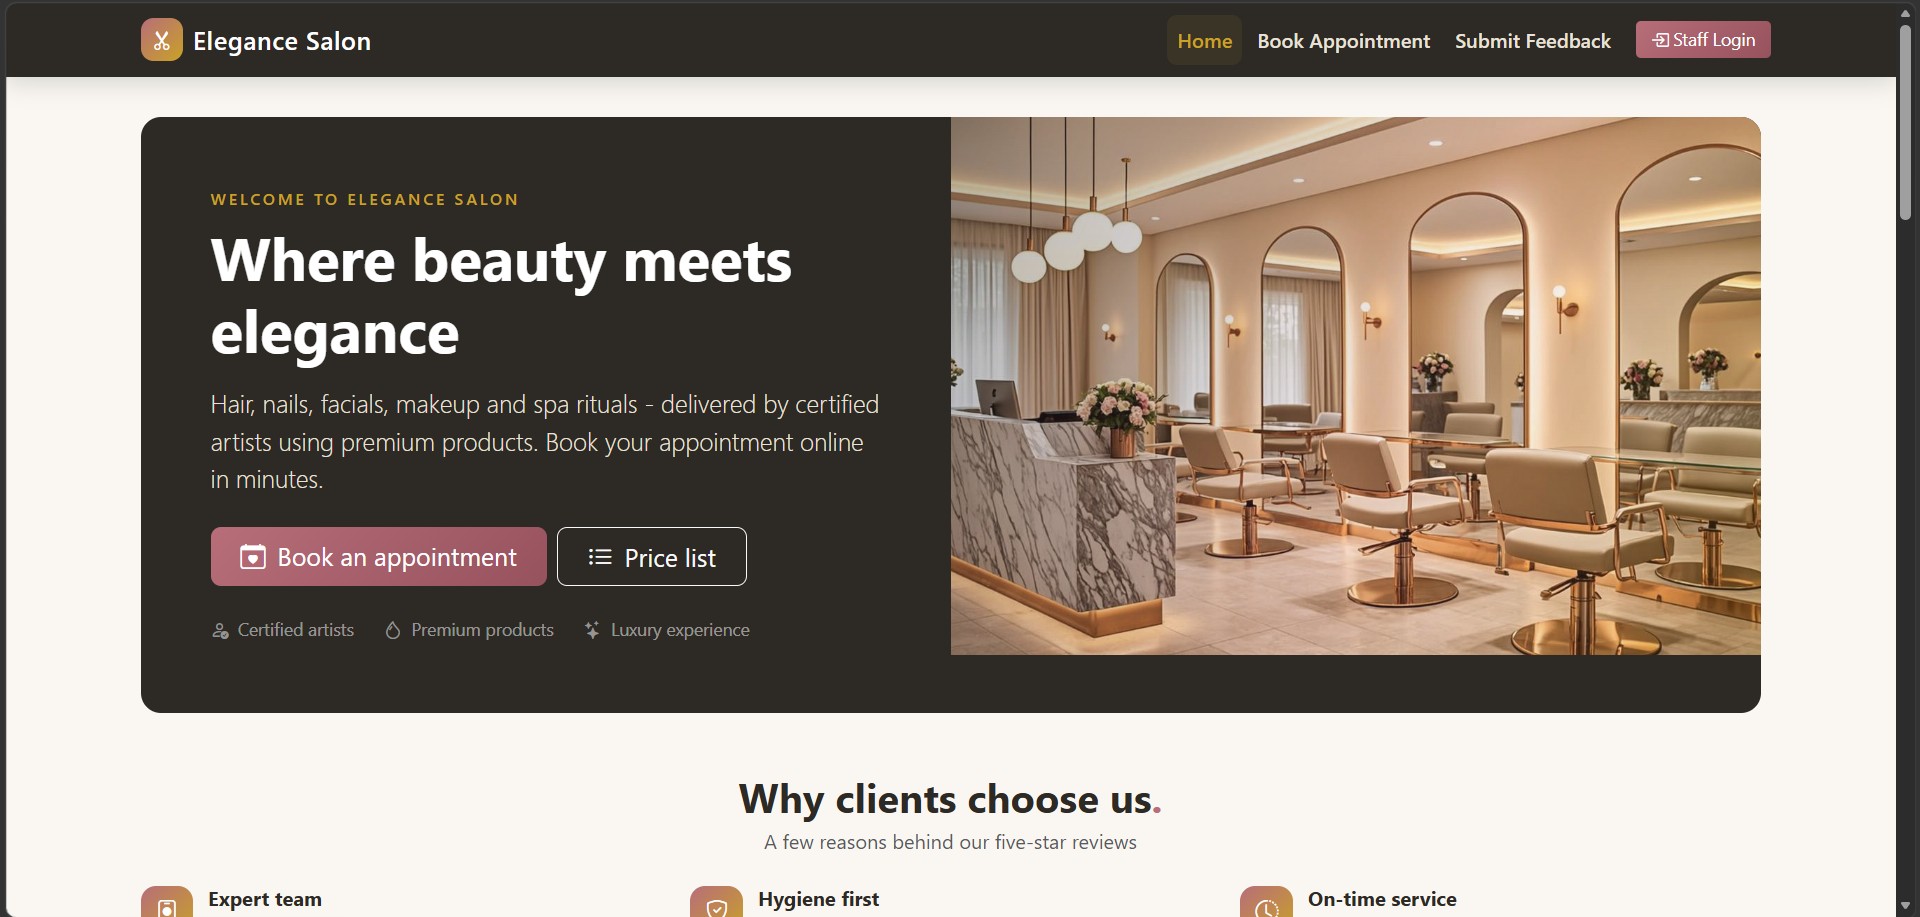 Elegance Salon
Home
Book Appointment
Submit Feedback
Staff Login
WELCOME TO ELEGANCE SALON
Where beauty meets
elegance
Hair, nails, facials, makeup and spa rituals - delivered by certified
artists using premium products. Book your appointment online
in minutes.
Book an appointment
Price list
Certified artists
Premium products
Luxury experience
Why clients choose us.
A few reasons behind our five-star reviews
Expert team
Hygiene first
On-time service